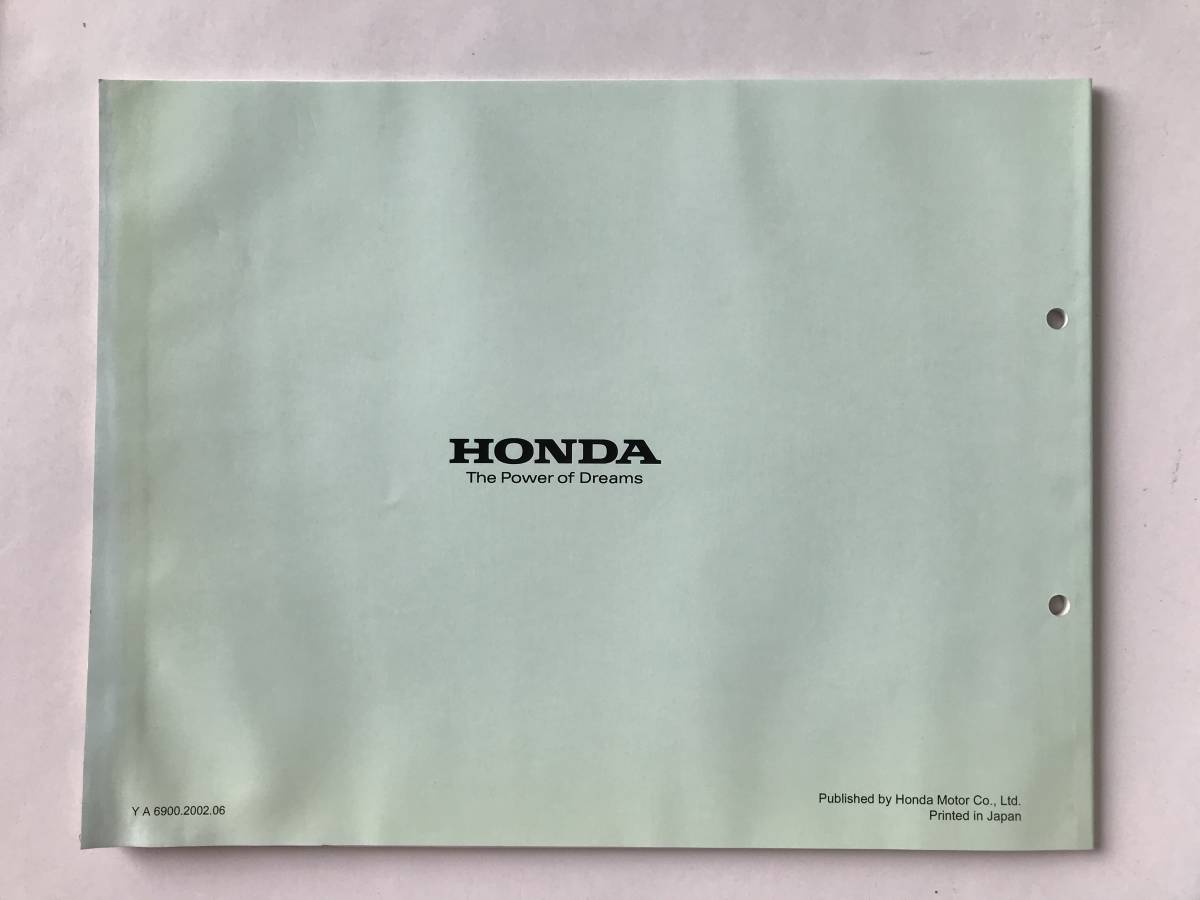 HONDA
The Power of Dreams
Y A 6900.2002.06
Published by Honda Motor Co., Ltd.
Printed in Japan